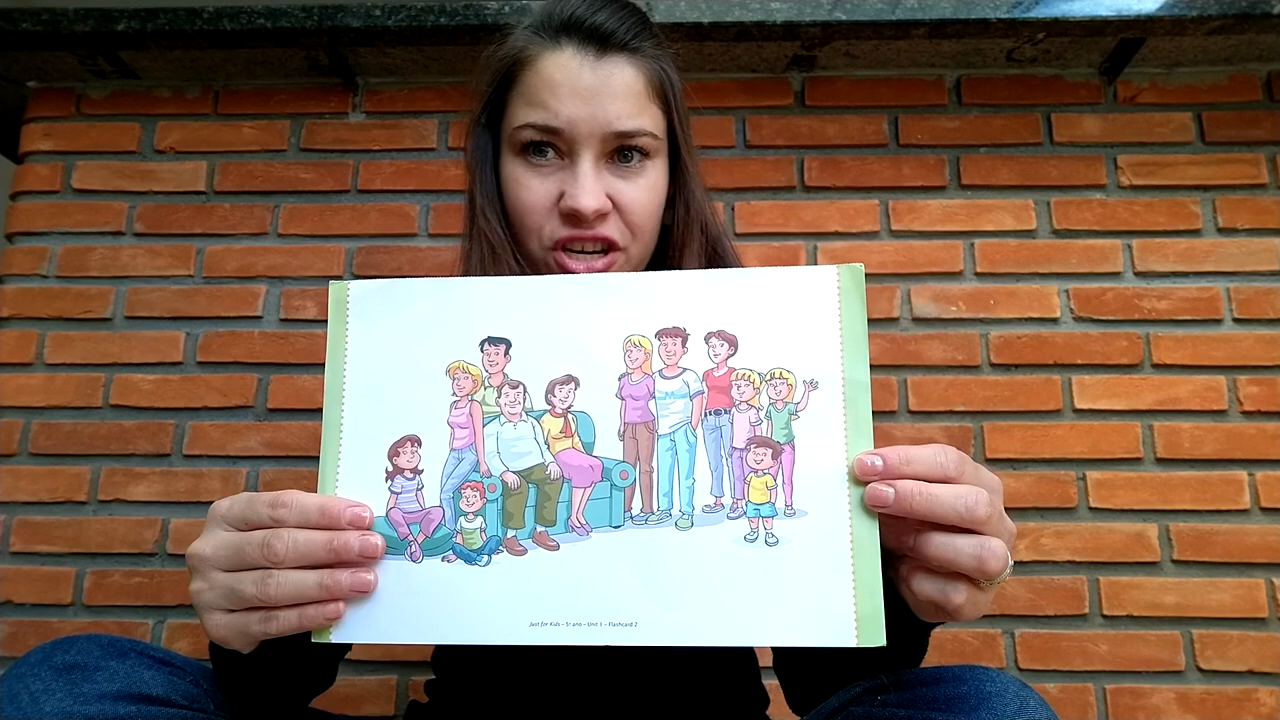 Just for Kids – 5º ano – Unit 1 – Flashcard 2